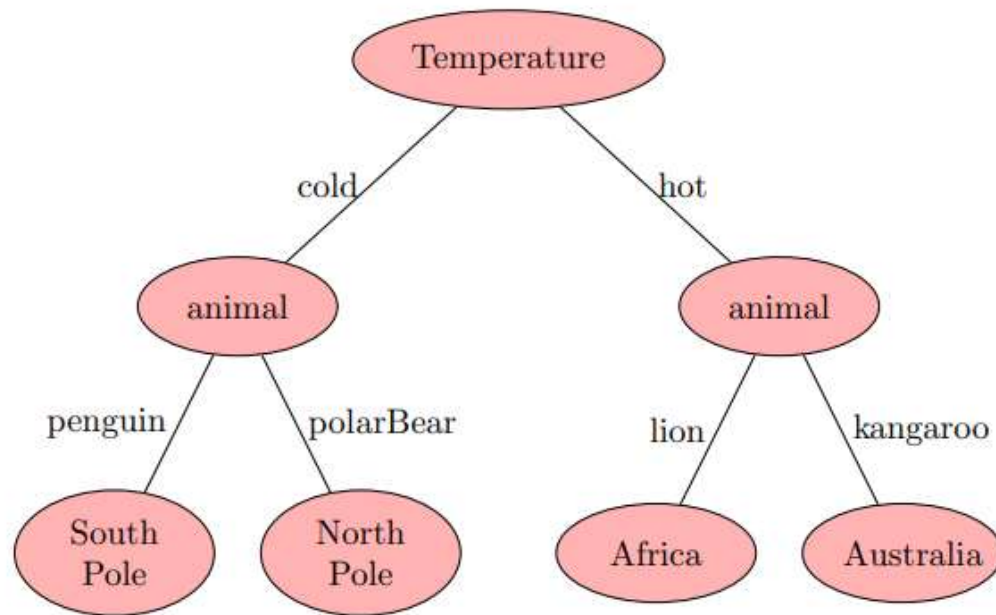 Temperature
cold
hot
animal
animal
penguin
polarBear
lion
kangaroo
South
Pole
North
Pole
Africa
Australia